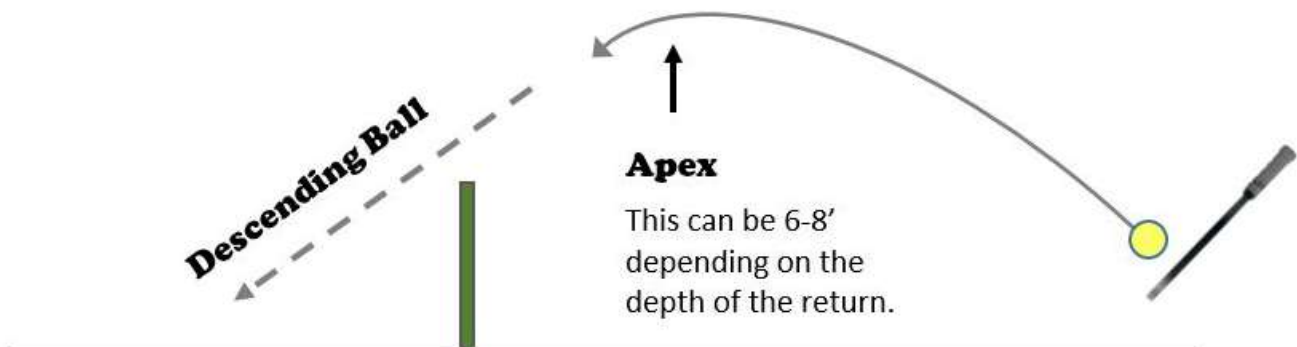 Descending Ball
Apex
This can be 6-8’
depending on the
depth of the return.